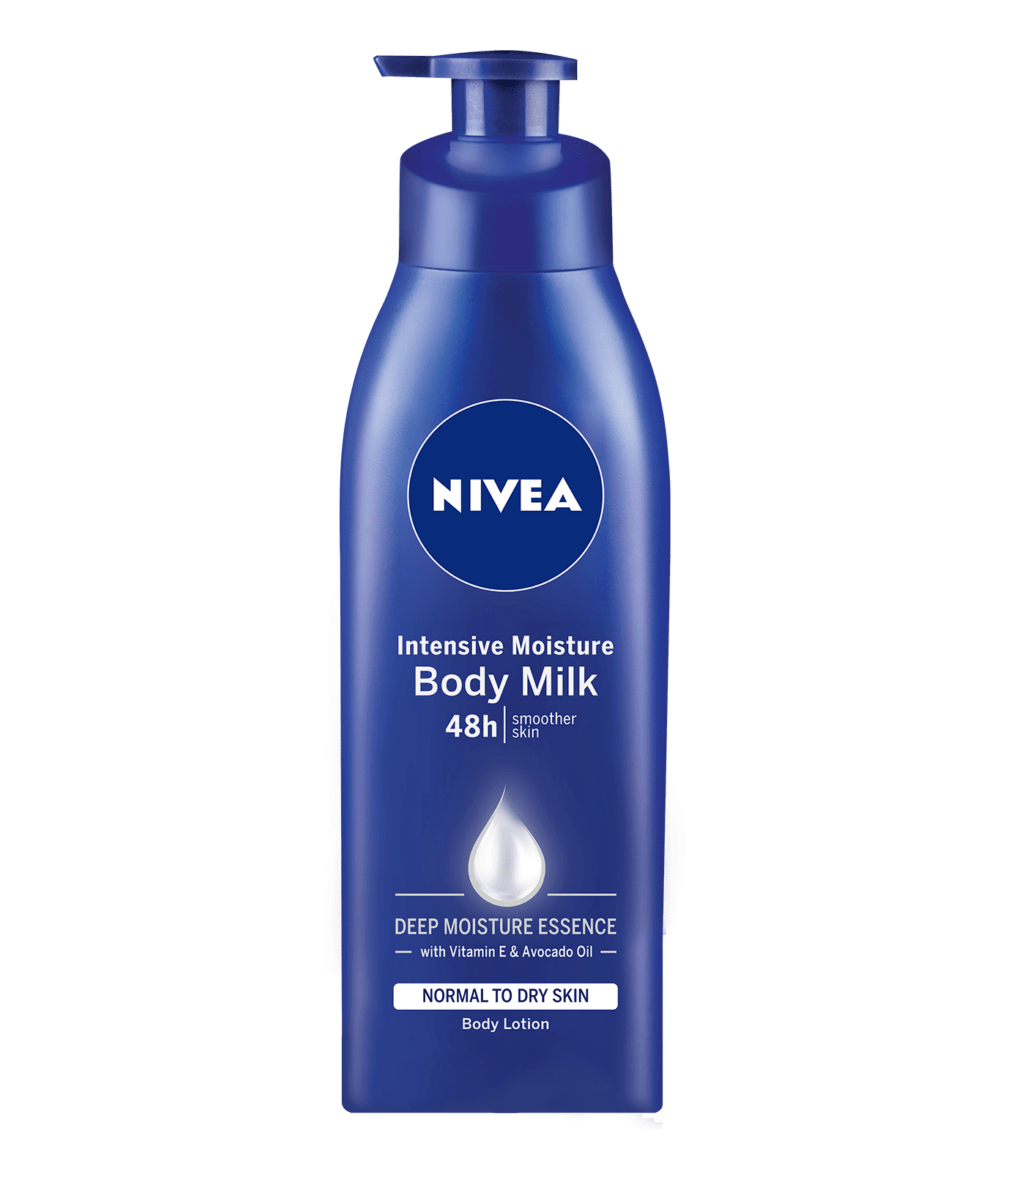 NIVEA
Intensive Moisture
Body Milk
48h smoother
skin
DEEP MOISTURE ESSENCE
with Vitamin E & Avocado Oil
NORMAL TO DRY SKIN
Body Lotion